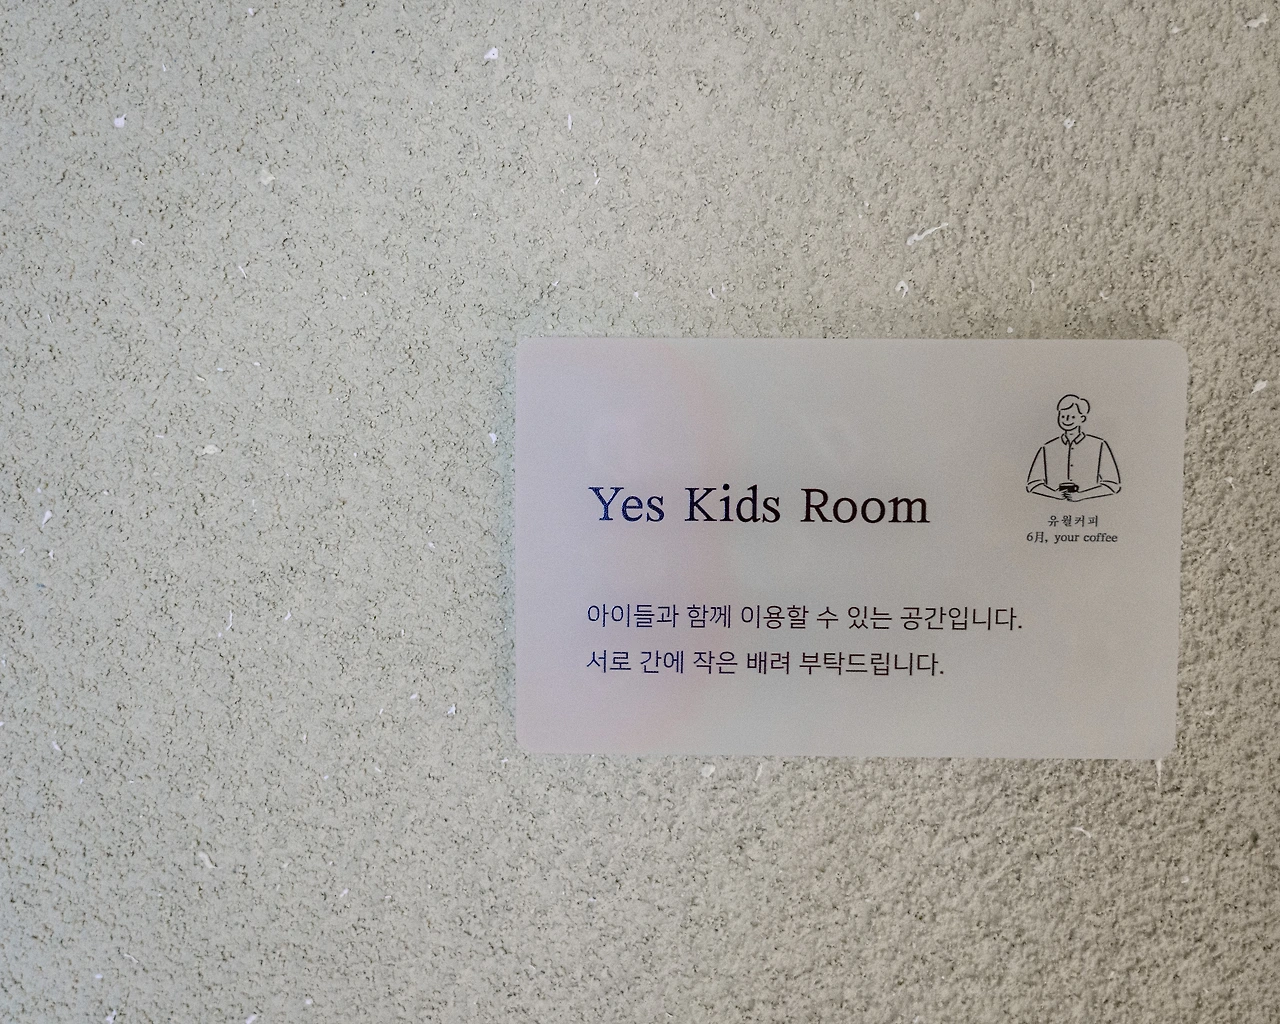 Yes Kids Room
유월커피
6月, your coffee
아이들과 함께 이용할 수 있는 공간입니다.
서로 간에 작은 배려 부탁드립니다.